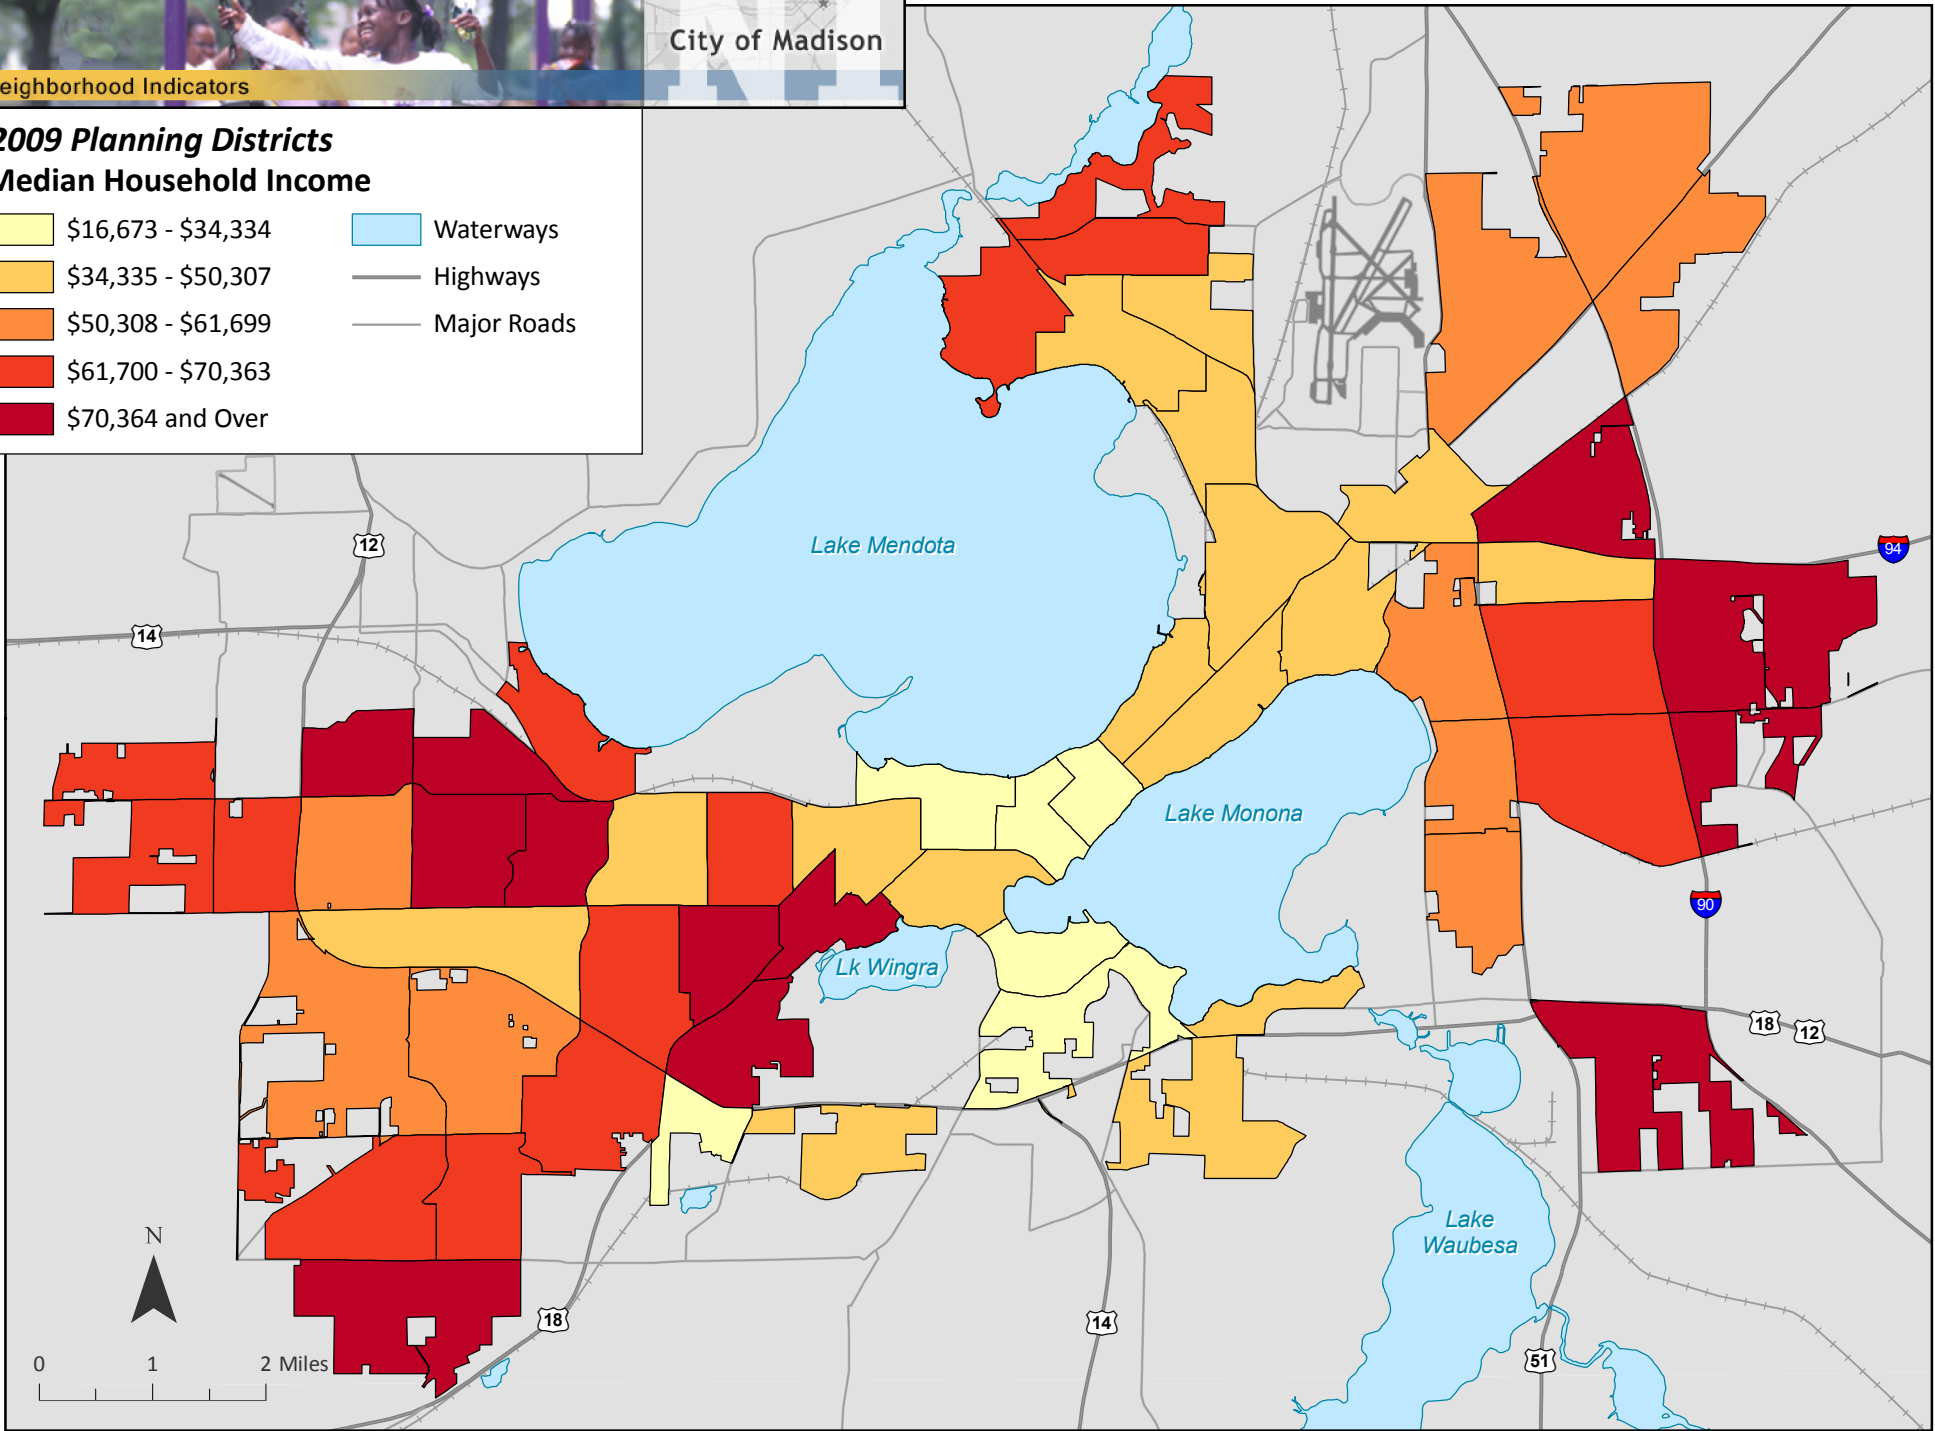 City of Madison
eighborhood Indicators
2009 Planning Districts
Median Household Income
$16,673 - $34,334
$34,335 - $50,307
$50,308 - $61,699
$61,700 - $70,363
$70,364 and Over
Waterways
Highways
Major Roads
12
14
Lake Mendota
94
Lake Monona
90
Lk Wingra
18
12
Lake
Waubesa
N
18
14
51
0 1 2 Miles